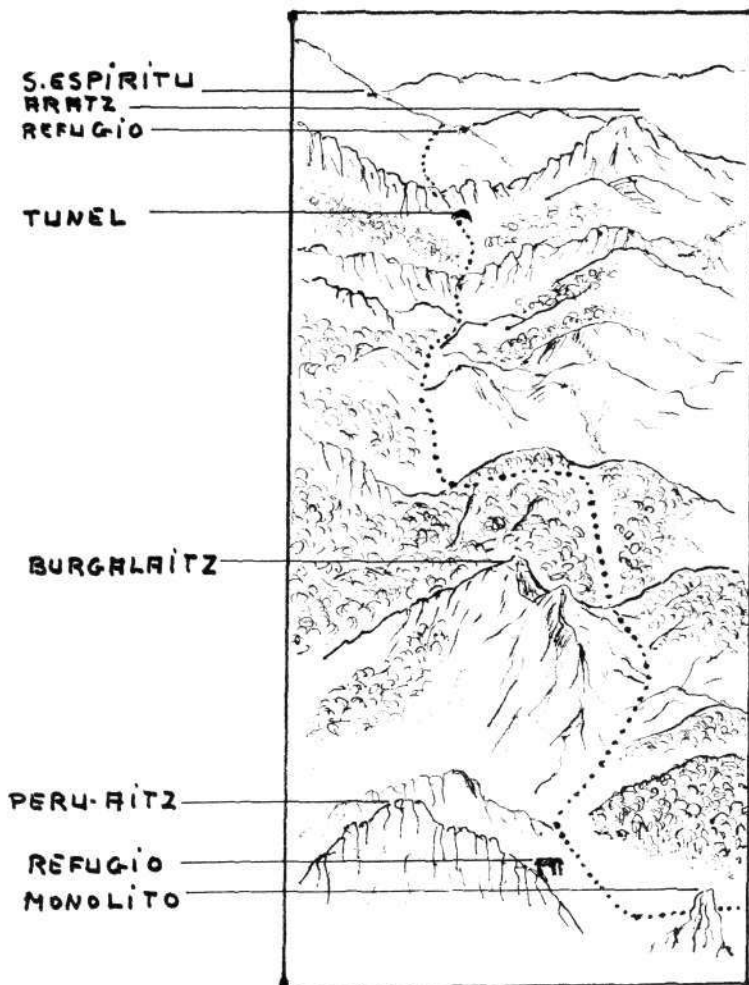 S. ESPIRITU
ARATZ
REFUGIO
TUNEL
BURGALAITZ
PERU-AITZ
REFUGIO
MONOLITO